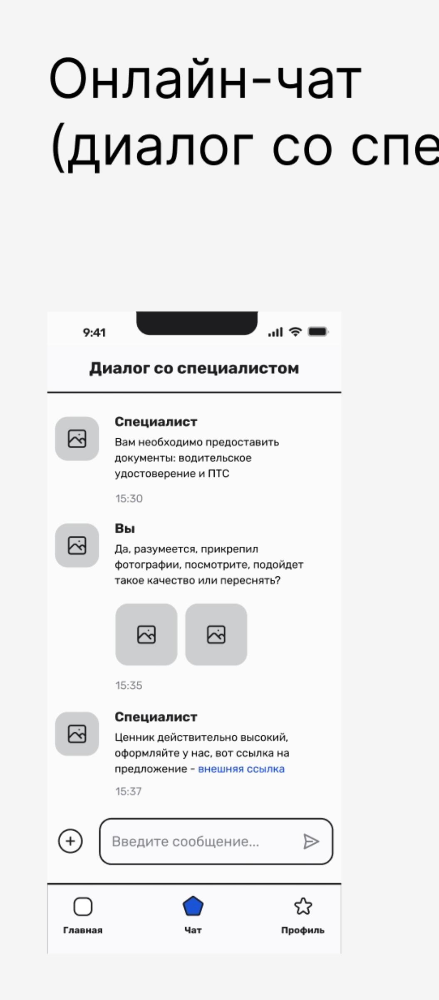 Онлайн-чат
(диалог со спе
9:41
Диалог со специалистом
Специалист
Вам необходимо предоставить
документы: водительское
удостоверение и ПТС
15:30
Вы
Да, разумеется, прикрепил
фотографии, посмотрите, подойдет
такое качество или переснять?
15:35
Специалист
Ценник действительно высокий,
оформляйте у нас, вот ссылка на
предложение - внешняя ссылка
15:37
Введите сообщение...
Главная
Чат
Профиль